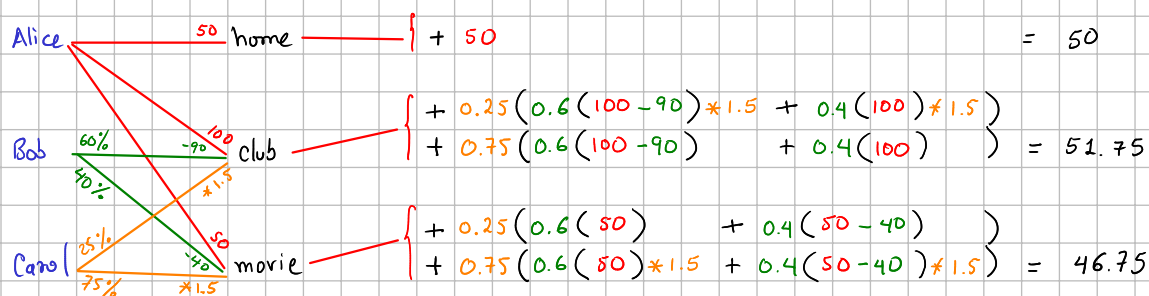 Alice 50 home { + 50 = 50
{ + 0.25(0.6(100-90)*1.5 + 0.4(100)*1.5)
100
Bob 60% -90 club + 0.75(0.6(100-90) + 0.4(100)) = 51.75
40% *1.5
{ + 0.25(0.6(50) + 0.4(50-40))
25% 50
Carol -40 movie + 0.75(0.6(50)*1.5 + 0.4(50-40)*1.5) = 46.75
75% *1.5